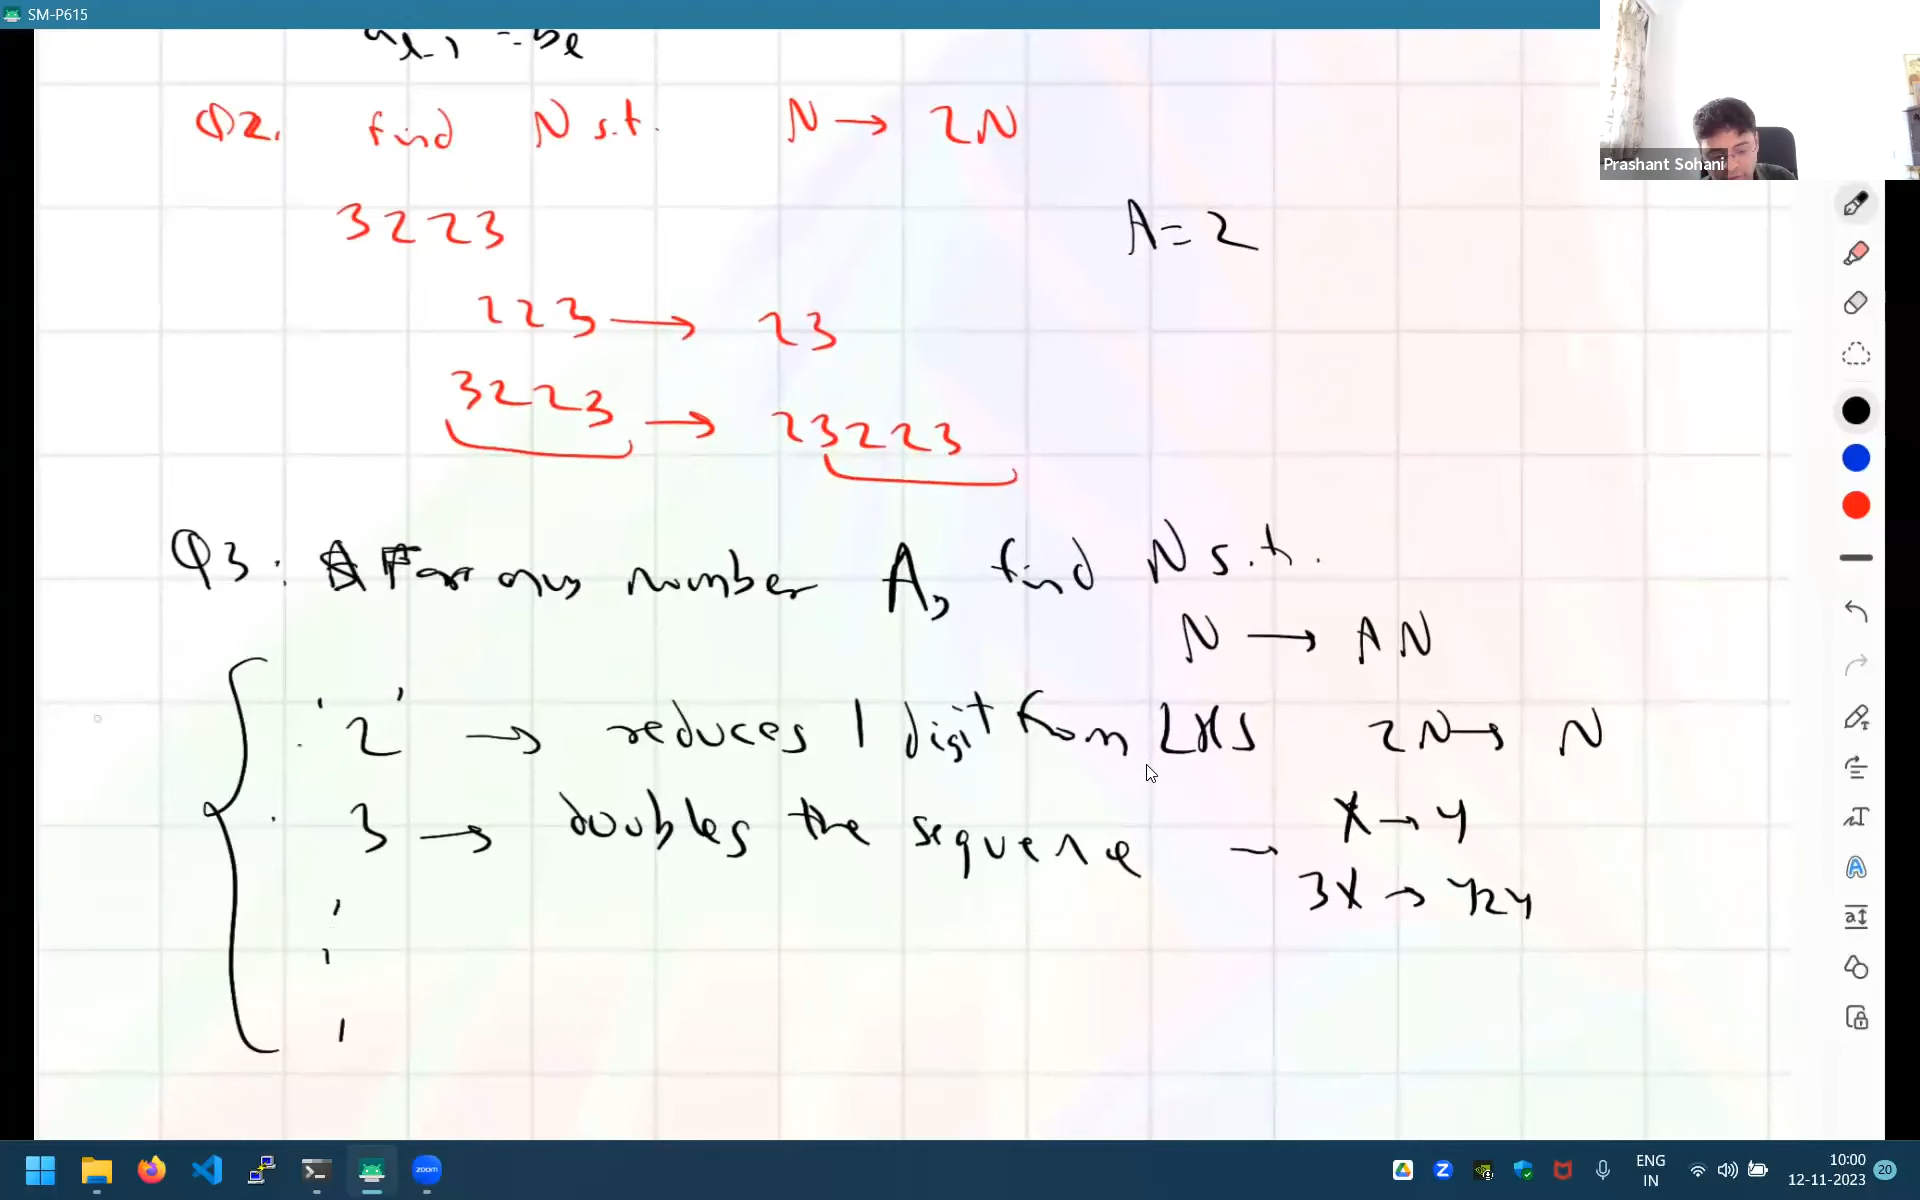 SM-P615
Prashant Sohani
Q2. find N s.t. N → 2N
3223
A = 2
223 → 23
3223 → 23223
Q3: For any number A, find N s.t.
N → AN
'2' → reduces 1 digit from LHS 2N → N
3 → doubles the sequence → X → Y
3X → Y2Y
zoom
ENG
IN
10:00
12-11-2023
20